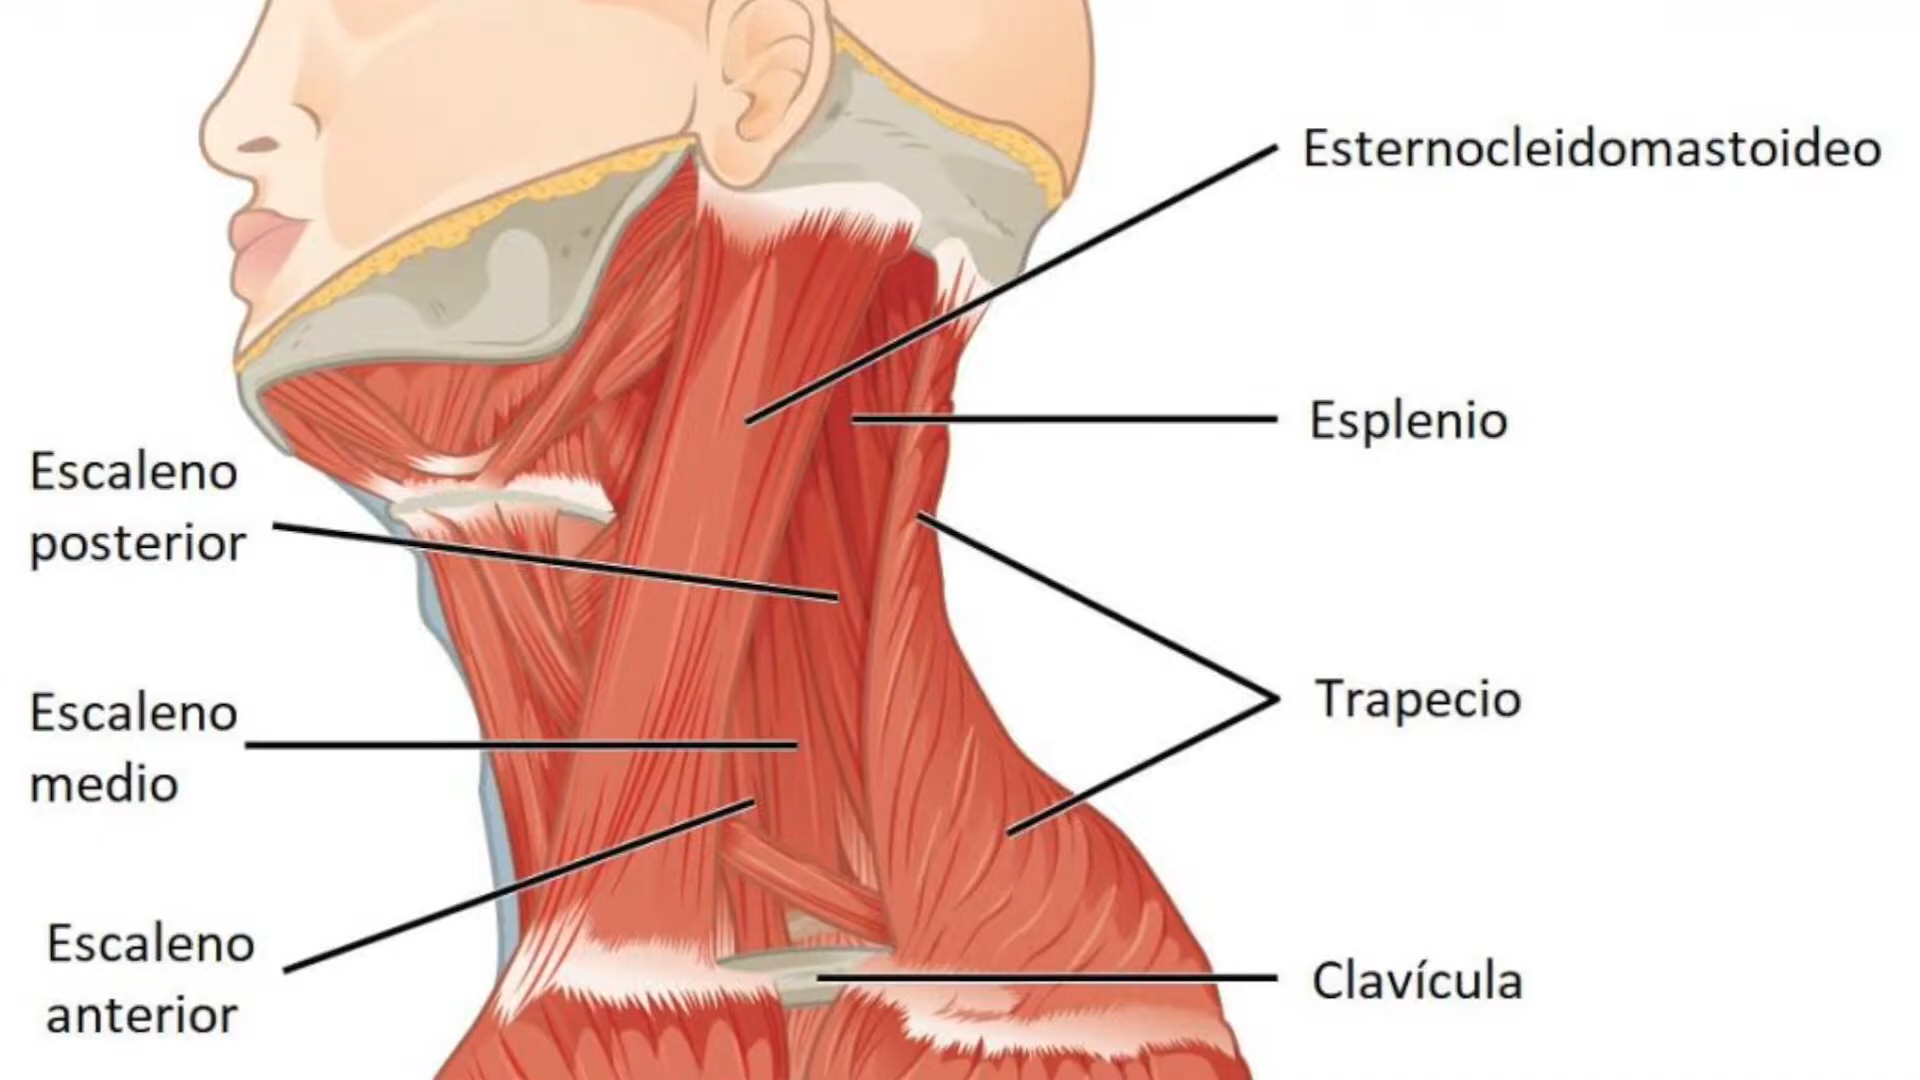 Esternocleidomastoideo
Esplenio
Escaleno
posterior
Escaleno
medio
Trapecio
Escaleno
anterior
Clavícula